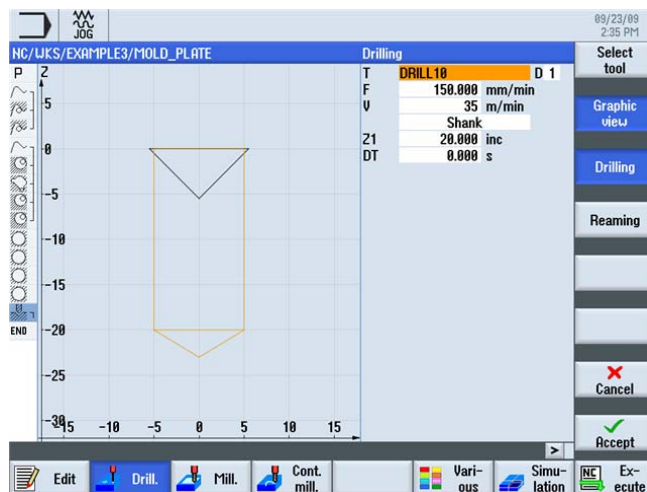 JOG
09/23/09
2:35 PM
NC/WKS/EXAMPLE3/MOLD_PLATE
Drilling
Select
tool
P
Z
T DRILL10 D 1
F 150.000 mm/min
V 35 m/min
Shank
Z1 20.000 inc
DT 0.000 s
Graphic
view
Drilling
Reaming
5
0
-5
-10
-15
-20
-25
-30
-15 -10 -5 0 5 10 15
END
Cancel
Accept
>
Edit
Drill.
Mill.
Cont.
mill.
Vari-
ous
Simu-
lation
NC
Ex-
ecute